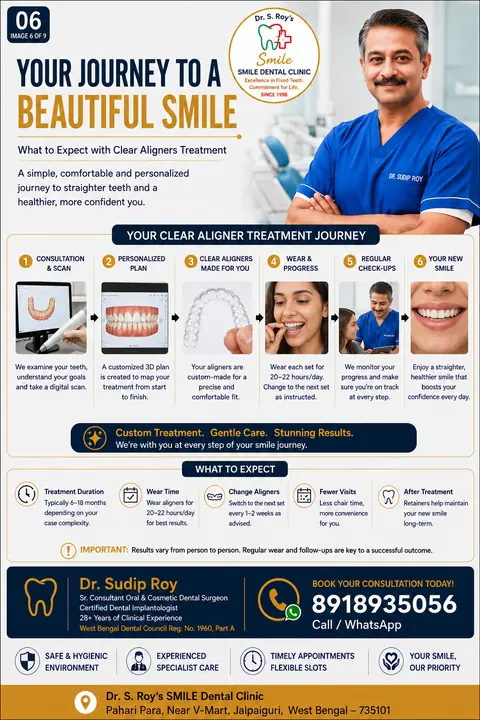 06
IMAGE 6 OF 9
Dr. S. Roy's
Smile
SMILE DENTAL CLINIC
Excellence in Fixed Teeth.
Commitment for Life.
SINCE 1998
YOUR JOURNEY TO A
BEAUTIFUL SMILE
What to Expect with Clear Aligners Treatment
A simple, comfortable and personalized
journey to straighter teeth and a
healthier, more confident you.
DR. SUDIP ROY
YOUR CLEAR ALIGNER TREATMENT JOURNEY
1 CONSULTATION
& SCAN
We examine your teeth,
understand your goals
and take a digital scan.
2 PERSONALIZED
PLAN
A customized 3D plan
is created to map your
treatment from start
to finish.
3 CLEAR ALIGNERS
MADE FOR YOU
Your aligners are
custom-made for a
precise and
comfortable fit.
4 WEAR &
PROGRESS
Wear each set for
20–22 hours/day.
Change to the next set
as instructed.
5 REGULAR
CHECK-UPS
We monitor your
progress and make
sure you're on track
at every step.
6 YOUR NEW
SMILE
Enjoy a straighter,
healthier smile that
boosts your
confidence every day.
Custom Treatment. Gentle Care. Stunning Results.
We're with you at every step of your smile journey.
WHAT TO EXPECT
Treatment Duration
Typically 6–18 months
depending on your
case complexity.
Wear Time
Wear aligners for
20–22 hours/day
for best results.
Change Aligners
Switch to the next set
every 1–2 weeks as
advised.
Fewer Visits
Less chair time,
more convenience
for you.
After Treatment
Retainers help maintain
your new smile
long-term.
! IMPORTANT: Results vary from person to person. Regular wear and follow-ups are key to a successful outcome.
Dr. Sudip Roy
Sr. Consultant Oral & Cosmetic Dental Surgeon
Certified Dental Implantologist
28+ Years of Clinical Experience
West Bengal Dental Council Reg. No. 1960, Part A
BOOK YOUR CONSULTATION TODAY!
8918935056
Call / WhatsApp
SAFE & HYGIENIC
ENVIRONMENT
EXPERIENCED
SPECIALIST CARE
TIMELY APPOINTMENTS
FLEXIBLE SLOTS
YOUR SMILE,
OUR PRIORITY
Dr. S. Roy's SMILE Dental Clinic
Pahari Para, Near V-Mart, Jalpaiguri, West Bengal – 735101